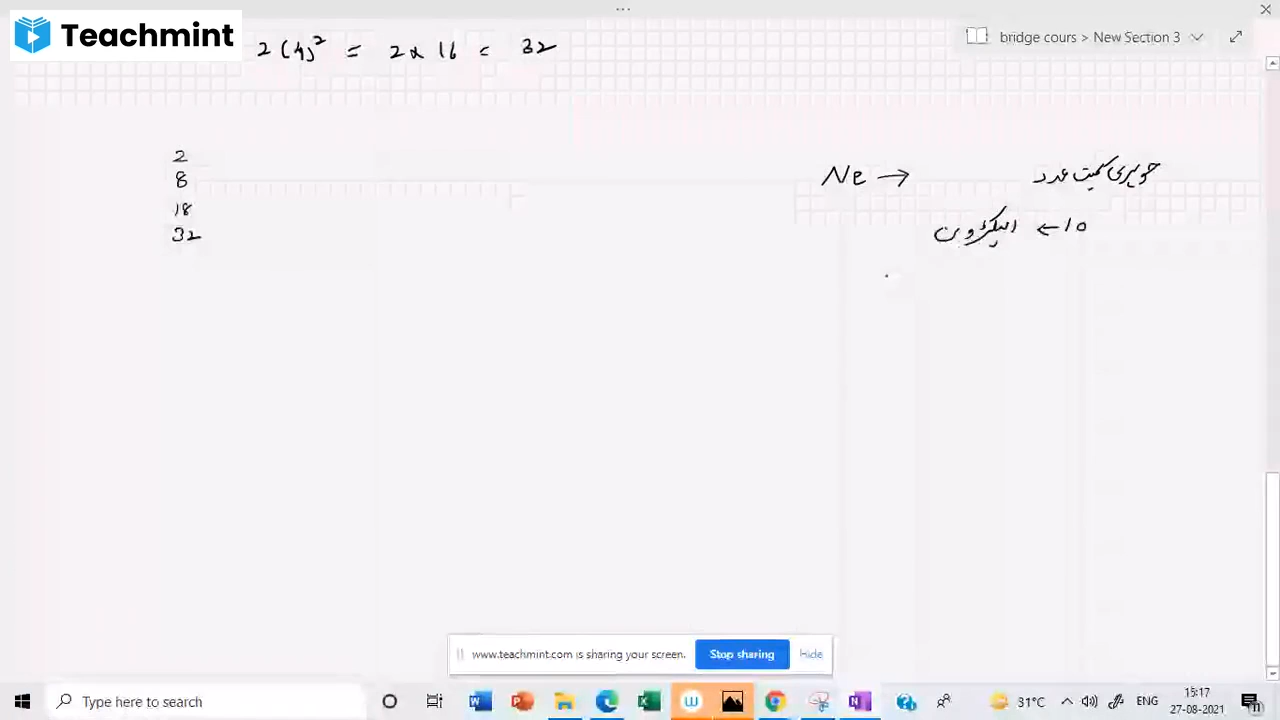 Teachmint
bridge cours > New Section 3
2(4)² = 2 x 16 = 32
2
8
18
32
Ne → جوہری کمیت عدد
10 ← الیکٹرون
www.teachmint.com is sharing your screen.
Stop sharing
Hide
Type here to search
31°C
ENG
15:17
27-08-2021